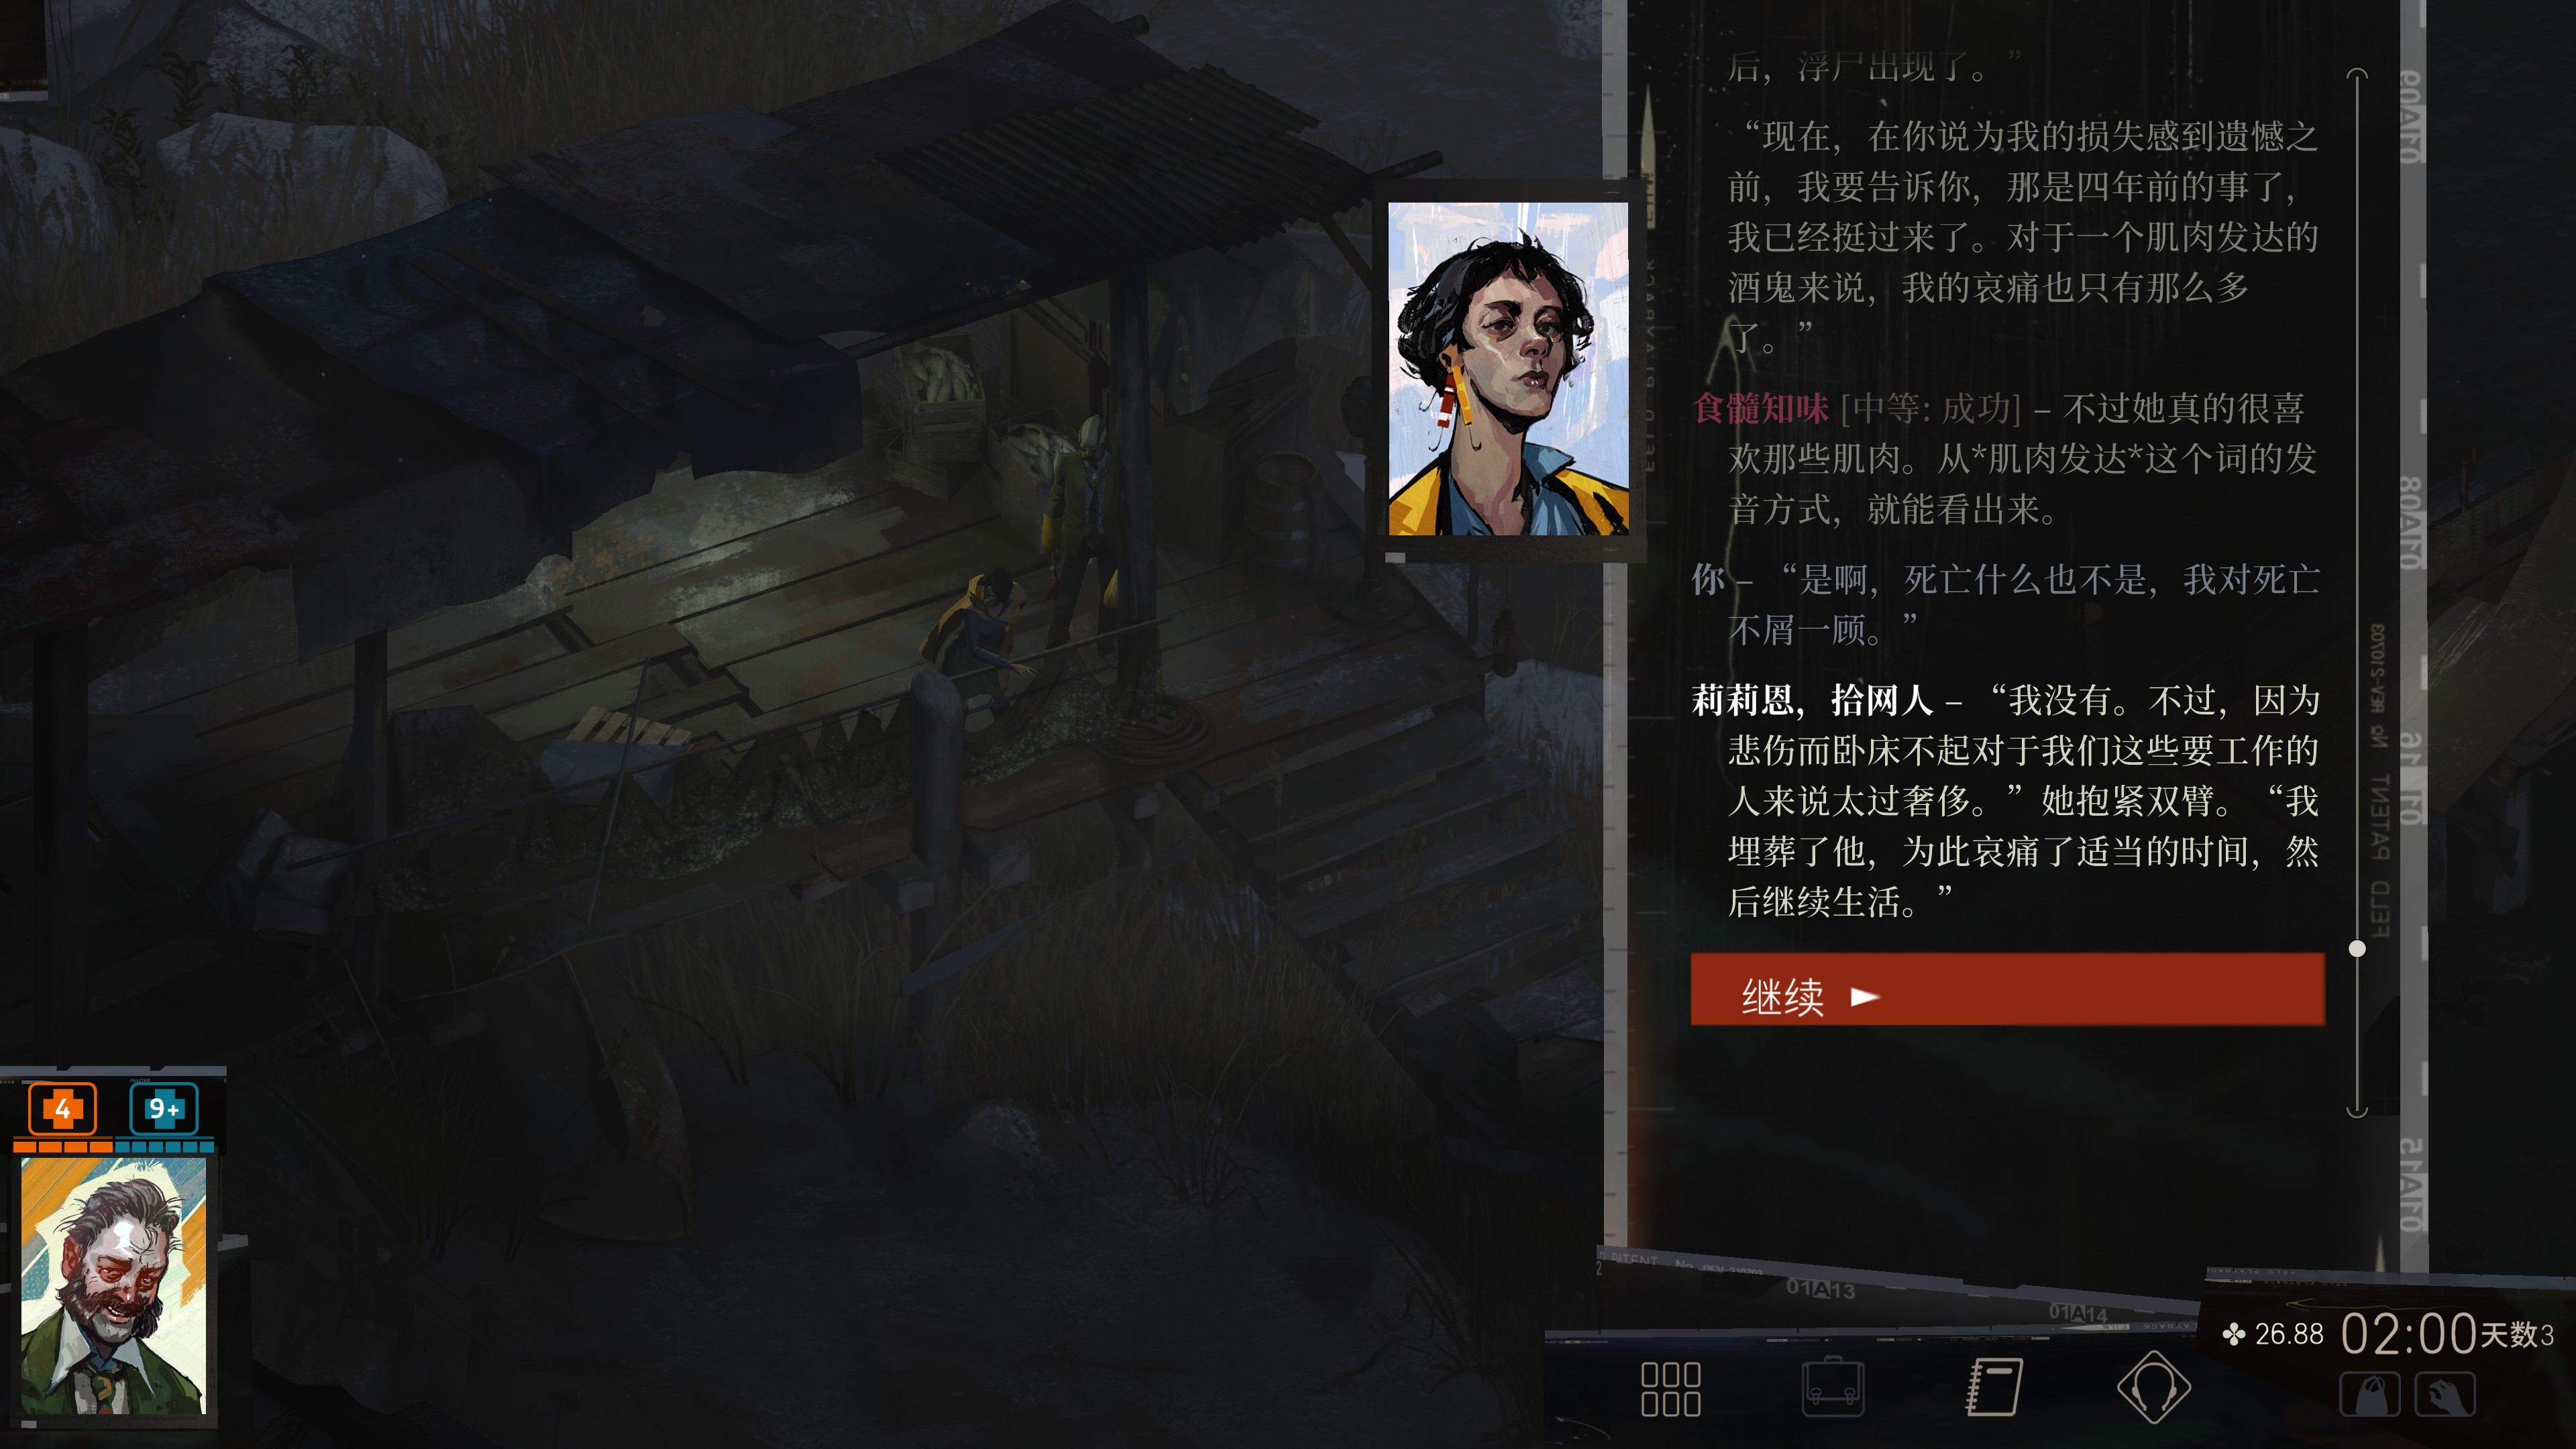 后，浮尸出现了。”
“现在，在你说为我的损失感到遗憾之
前，我要告诉你，那是四年前的事了，
我已经挺过来了。对于一个肌肉发达的
酒鬼来说，我的哀痛也只有那么多
了。”
食髓知味 [中等: 成功] – 不过她真的很喜
欢那些肌肉。从*肌肉发达*这个词的发
音方式，就能看出来。
你 – “是啊，死亡什么也不是，我对死亡
不屑一顾。”
莉莉恩，拾网人 – “我没有。不过，因为
悲伤而卧床不起对于我们这些要工作的
人来说太过奢侈。”她抱紧双臂。“我
埋葬了他，为此哀痛了适当的时间，然
后继续生活。”
继续
4
9+
01A13
01A14
26.88
02:00 天数3
09A10
08A10
FELD PATENT No REV-210703